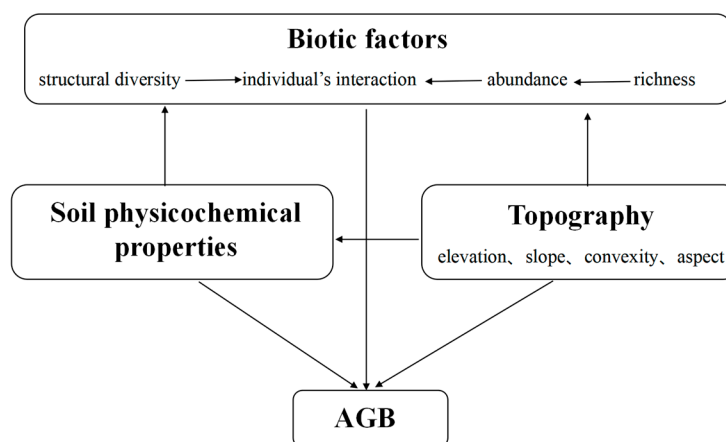 Biotic factors
structural diversity individual’s interaction abundance richness
Soil physicochemical
properties
Topography
elevation、slope、convexity、aspect
AGB